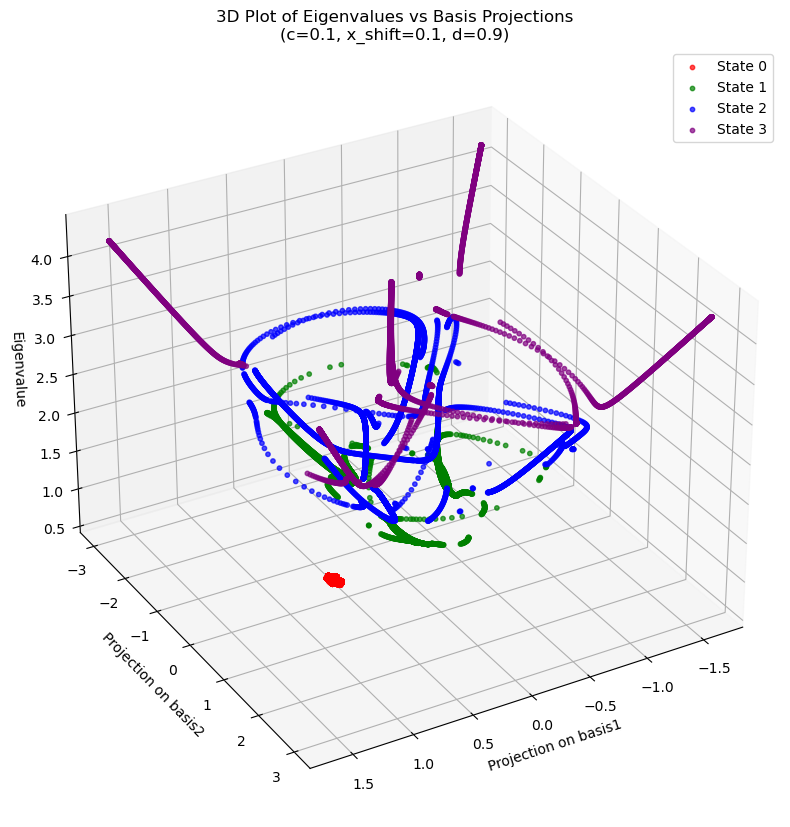 3D Plot of Eigenvalues vs Basis Projections
(c=0.1, x_shift=0.1, d=0.9)
State 0
State 1
State 2
State 3
Eigenvalue
4.0
3.5
3.0
2.5
2.0
1.5
1.0
0.5
Projection on basis2
−3
−2
−1
0
1
2
3
Projection on basis1
1.5
1.0
0.5
0.0
−0.5
−1.0
−1.5